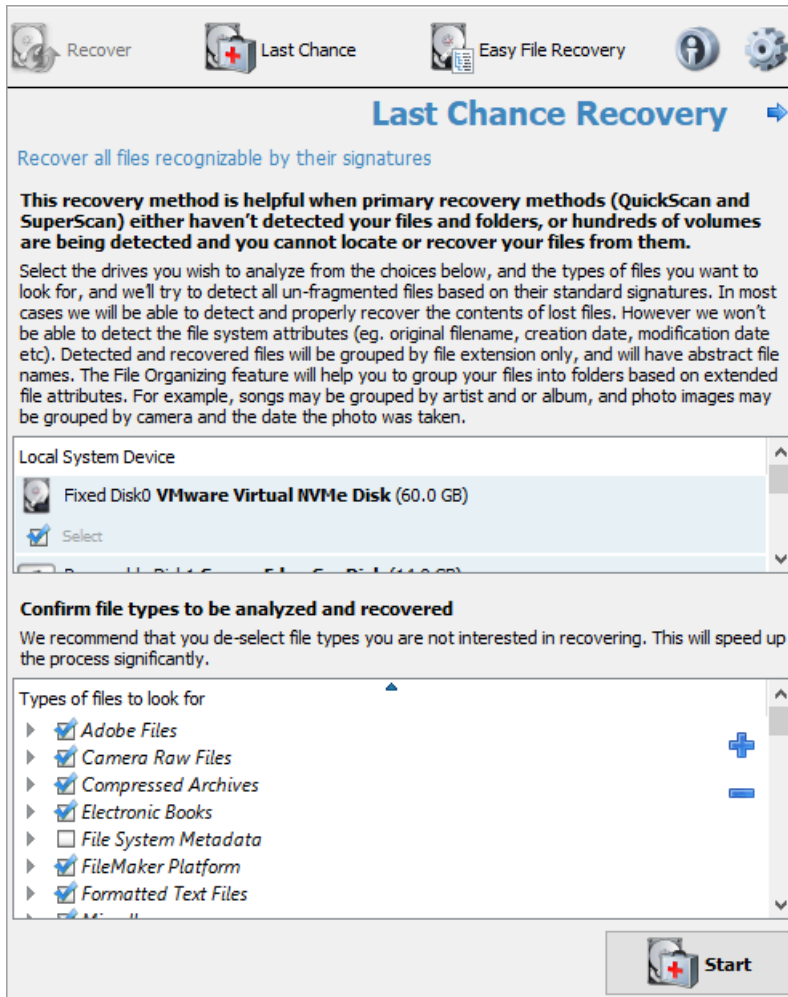 Recover Last Chance Easy File Recovery
Last Chance Recovery
Recover all files recognizable by their signatures
This recovery method is helpful when primary recovery methods (QuickScan and
SuperScan) either haven't detected your files and folders, or hundreds of volumes
are being detected and you cannot locate or recover your files from them.
Select the drives you wish to analyze from the choices below, and the types of files you want to
look for, and we'll try to detect all un-fragmented files based on their standard signatures. In most
cases we will be able to detect and properly recover the contents of lost files. However we won't
be able to detect the file system attributes (eg. original filename, creation date, modification date
etc). Detected and recovered files will be grouped by file extension only, and will have abstract file
names. The File Organizing feature will help you to group your files into folders based on extended
file attributes. For example, songs may be grouped by artist and or album, and photo images may
be grouped by camera and the date the photo was taken.
Local System Device
Fixed Disk0 VMware Virtual NVMe Disk (60.0 GB)
Select
Confirm file types to be analyzed and recovered
We recommend that you de-select file types you are not interested in recovering. This will speed up
the process significantly.
Types of files to look for
Adobe Files
Camera Raw Files
Compressed Archives
Electronic Books
File System Metadata
FileMaker Platform
Formatted Text Files
Start